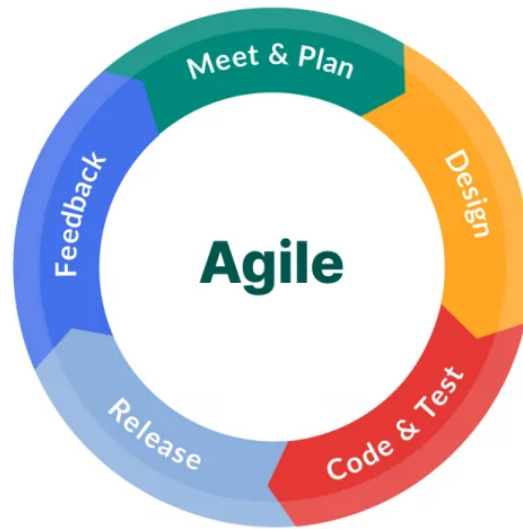 Meet & Plan
Design
Code & Test
Release
Feedback
Agile